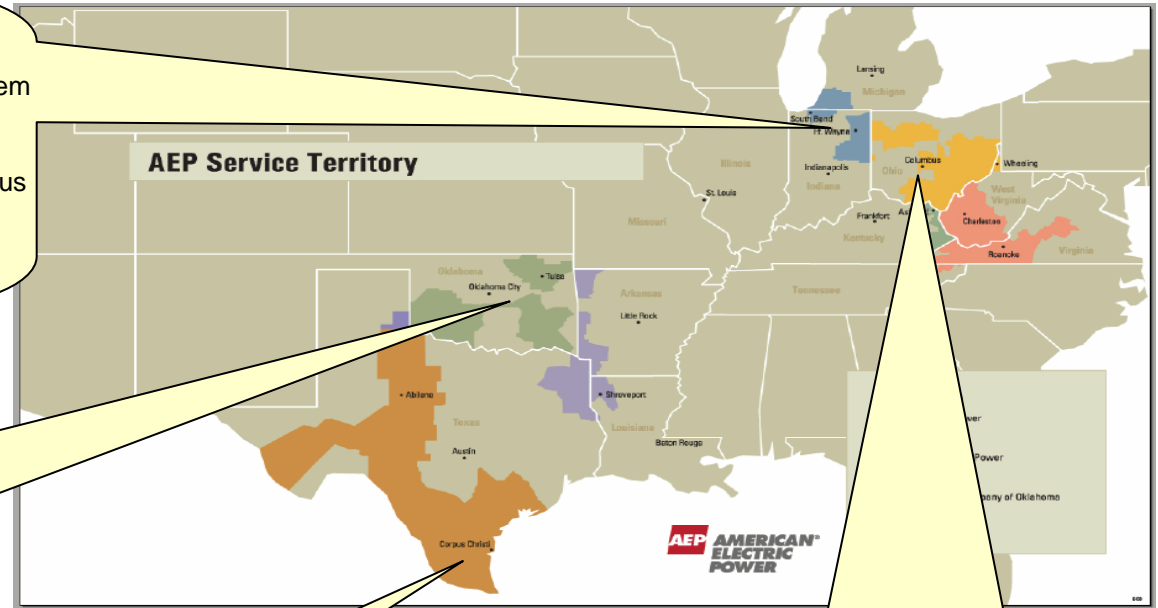 em
us
AEP Service Territory
Lansing
Michigan
South Bend
Ft. Wayne
Illinois
Indianapolis
Indiana
Ohio
Columbus
Wheeling
West
Virginia
St. Louis
Missouri
Frankfort
As
Charleston
Kentucky
Roanoke
Virginia
Oklahoma
Tulsa
Oklahoma City
Arkansas
Little Rock
Tennessee
Abilene
Shreveport
Texas
Louisiana
Baton Rouge
Austin
Corpus Christi
ver
Power
pany of Oklahoma
AEP AMERICAN®
ELECTRIC
POWER